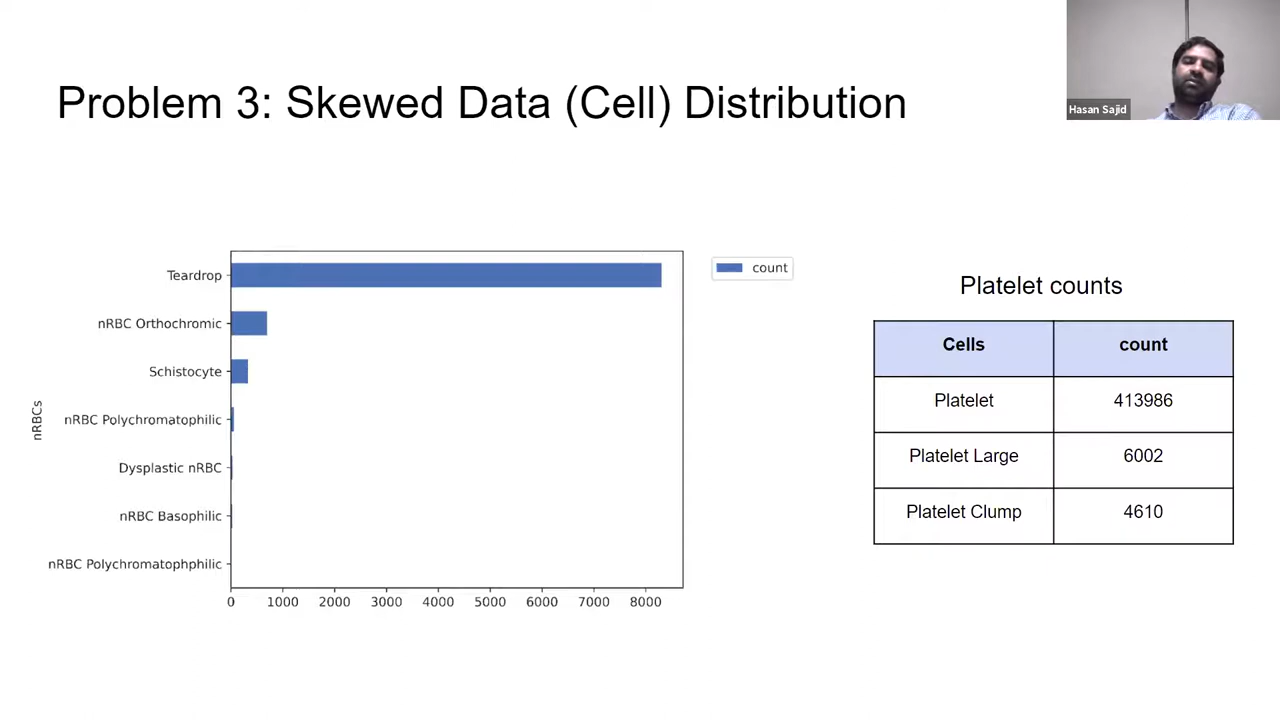 Hasan Sajid
Problem 3: Skewed Data (Cell) Distribution
nRBCs
Teardrop
nRBC Orthochromic
Schistocyte
nRBC Polychromatophilic
Dysplastic nRBC
nRBC Basophilic
nRBC Polychromatophphilic
0 1000 2000 3000 4000 5000 6000 7000 8000
count
Platelet counts
Cells count
Platelet 413986
Platelet Large 6002
Platelet Clump 4610